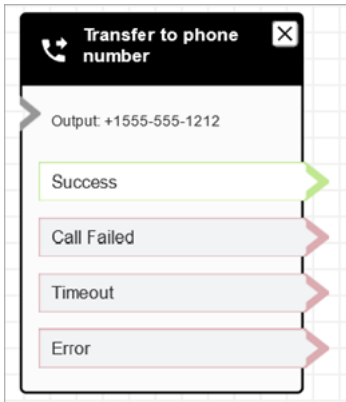 Transfer to phone
number
Output: +1555-555-1212
Success
Call Failed
Timeout
Error